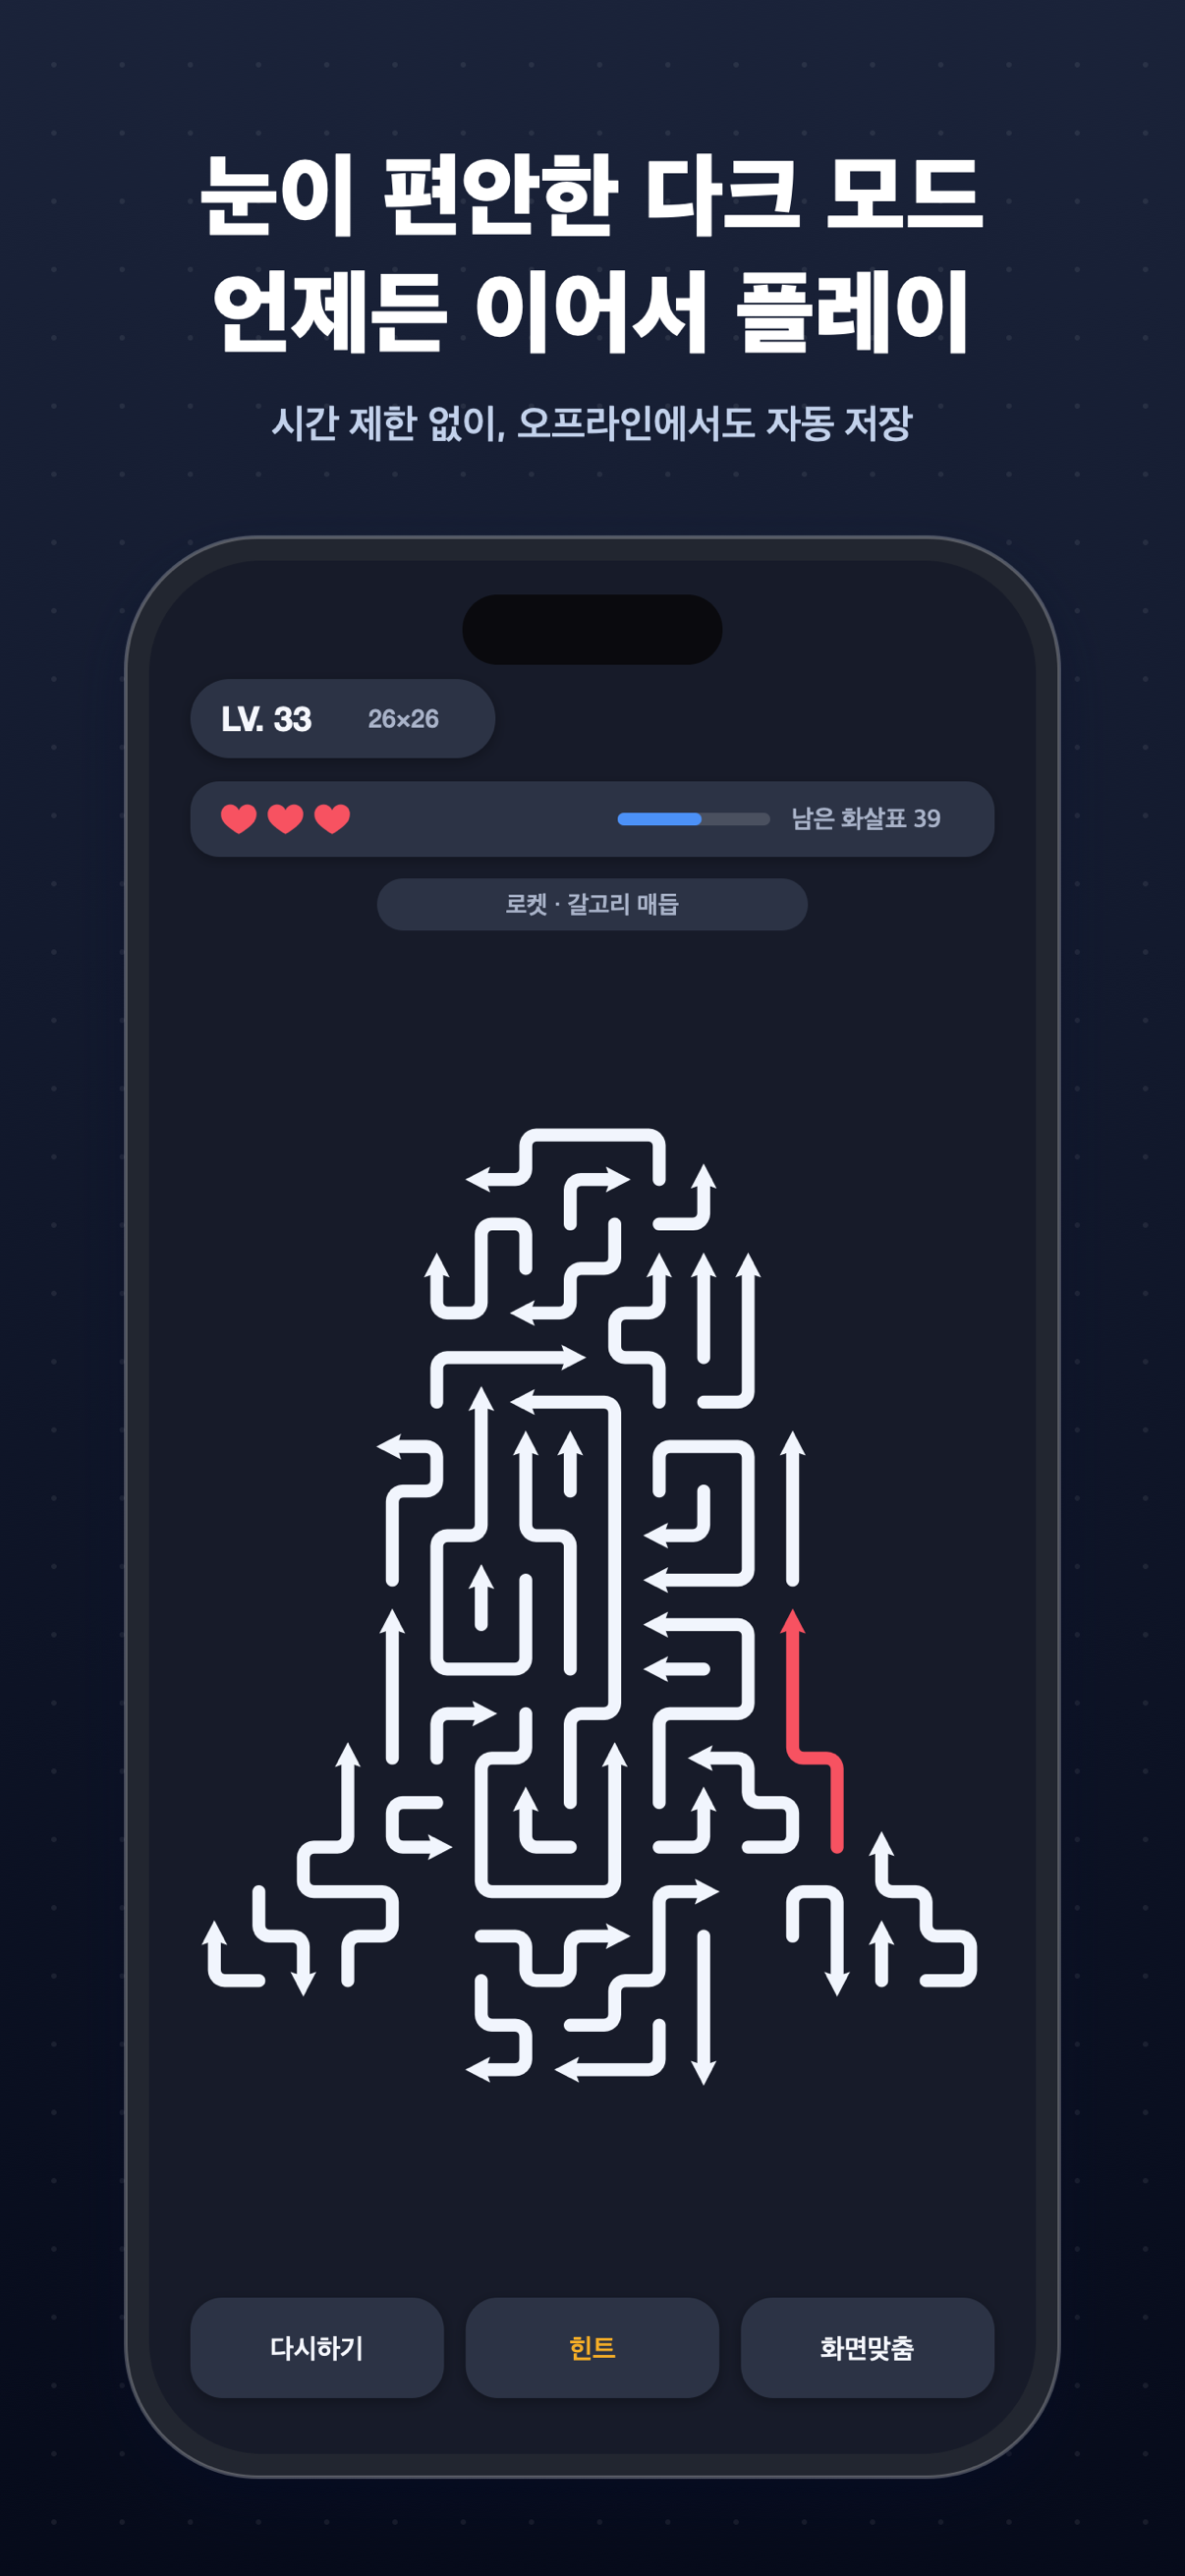 눈이 편안한 다크 모드
언제든 이어서 플레이
시간 제한 없이, 오프라인에서도 자동 저장
LV. 33 26×26
남은 화살표 39
로켓 · 갈고리 매듭
다시하기 힌트 화면맞춤